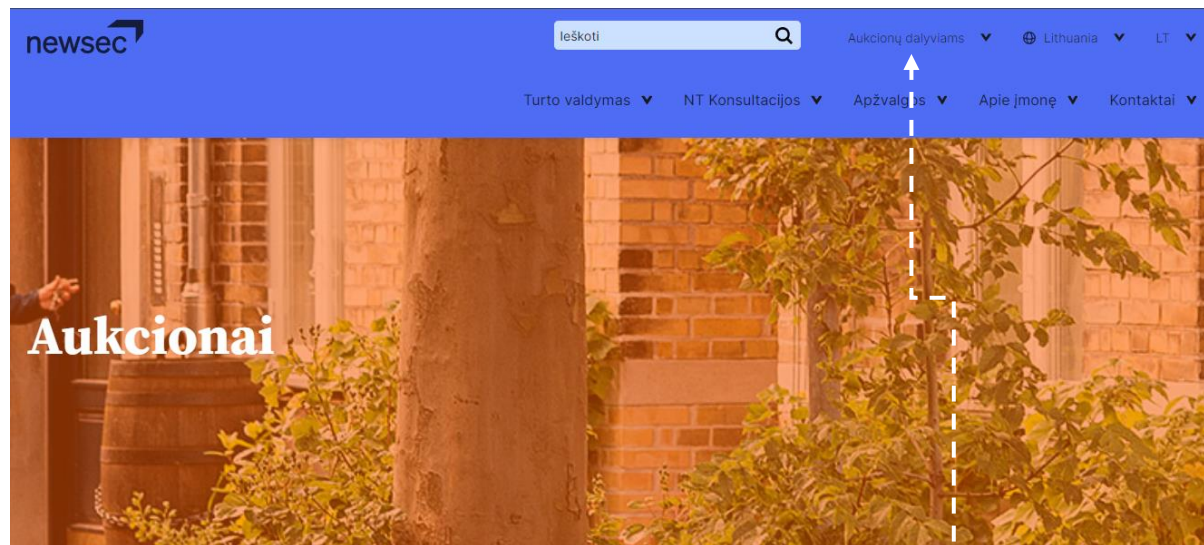 newsec
Ieškoti
Aukcionų dalyviams
Lithuania
LT
Turto valdymas
NT Konsultacijos
Apžvalgos
Apie įmonę
Kontaktai
Aukcionai